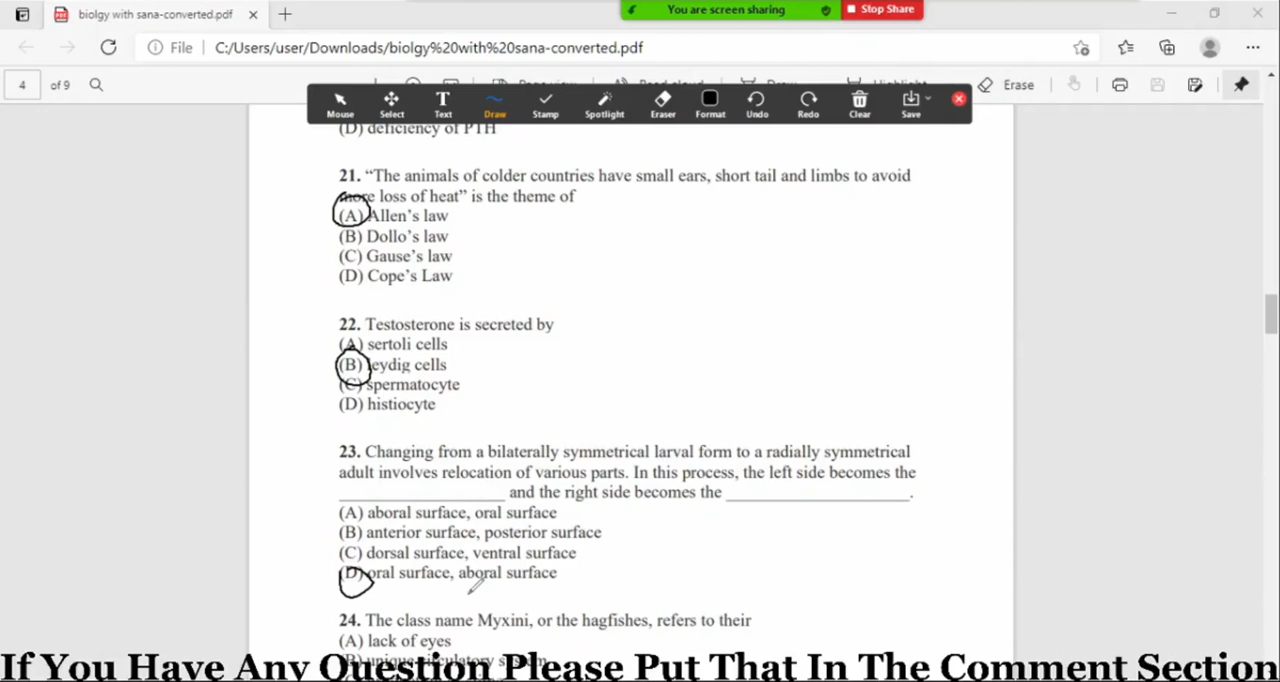 biolgy with sana-converted.pdf
You are screen sharing
Stop Share
File
C:/Users/user/Downloads/biolgy%20with%20sana-converted.pdf
4 of 9
Erase
Mouse Select Text Draw Stamp Spotlight Eraser Format Undo Redo Clear Save
(D) deficiency of PTH
21. “The animals of colder countries have small ears, short tail and limbs to avoid
more loss of heat” is the theme of
(A) Allen’s law
(B) Dollo’s law
(C) Gause’s law
(D) Cope’s Law
22. Testosterone is secreted by
(A) sertoli cells
(B) leydig cells
(C) spermatocyte
(D) histiocyte
23. Changing from a bilaterally symmetrical larval form to a radially symmetrical
adult involves relocation of various parts. In this process, the left side becomes the
and the right side becomes the .
(A) aboral surface, oral surface
(B) anterior surface, posterior surface
(C) dorsal surface, ventral surface
(D) oral surface, aboral surface
24. The class name Myxini, or the hagfishes, refers to their
(A) lack of eyes
(B) unique circulatory system
If You Have Any Question Please Put That In The Comment Section